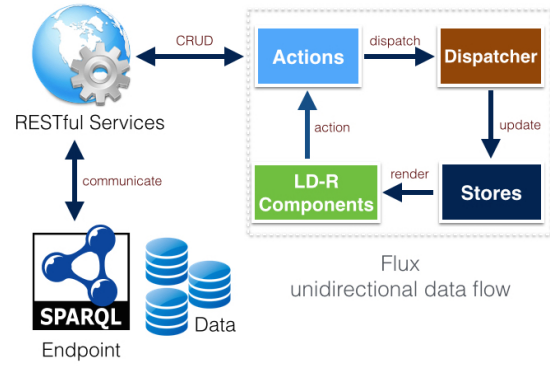 CRUD
Actions
dispatch
Dispatcher
RESTful Services
action
update
communicate
LD-R
Components
render
Stores
SPARQL
Data
Endpoint
Flux
unidirectional data flow